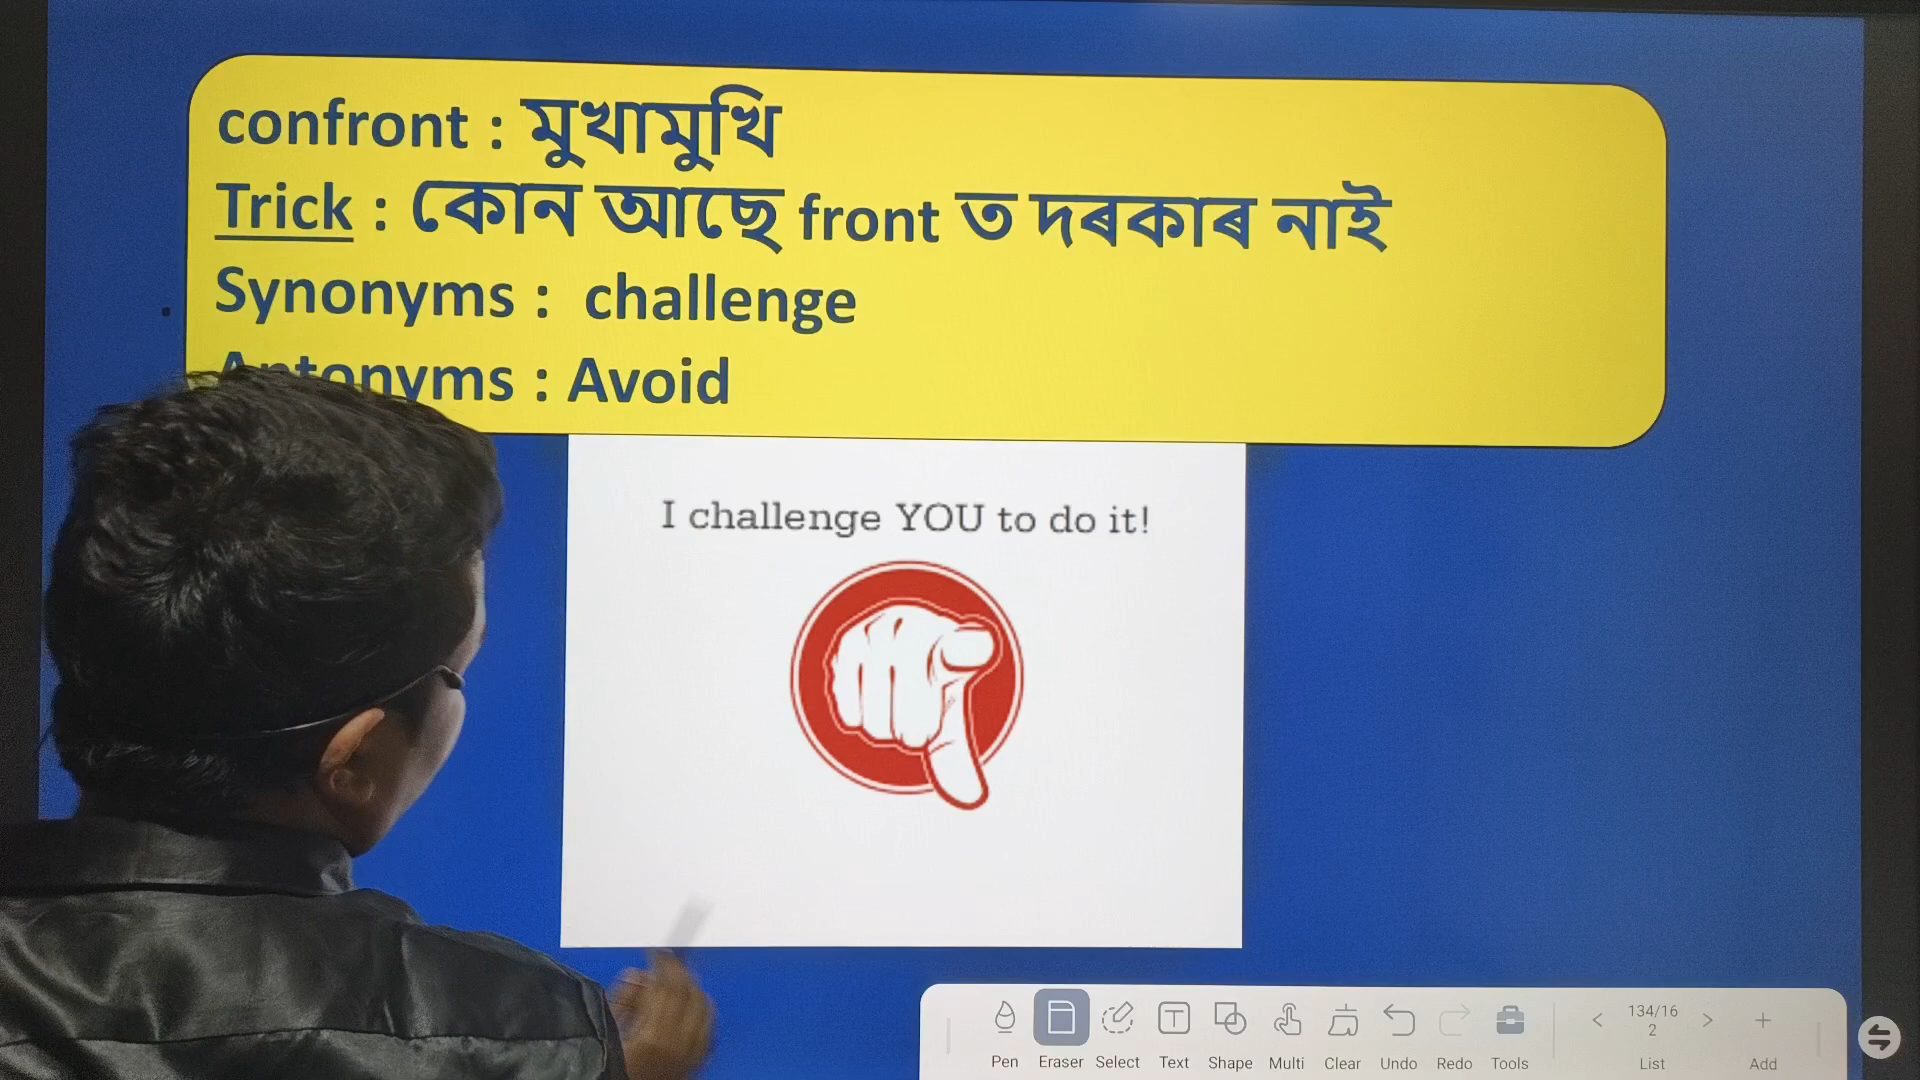 confront : মুখামুখি
Trick : কোন আছে front ত দৰকাৰ নাই
Synonyms : challenge
Antonyms : Avoid
I challenge YOU to do it!
Pen Eraser Select Text Shape Multi Clear Undo Redo Tools
134/16
2
List
Add